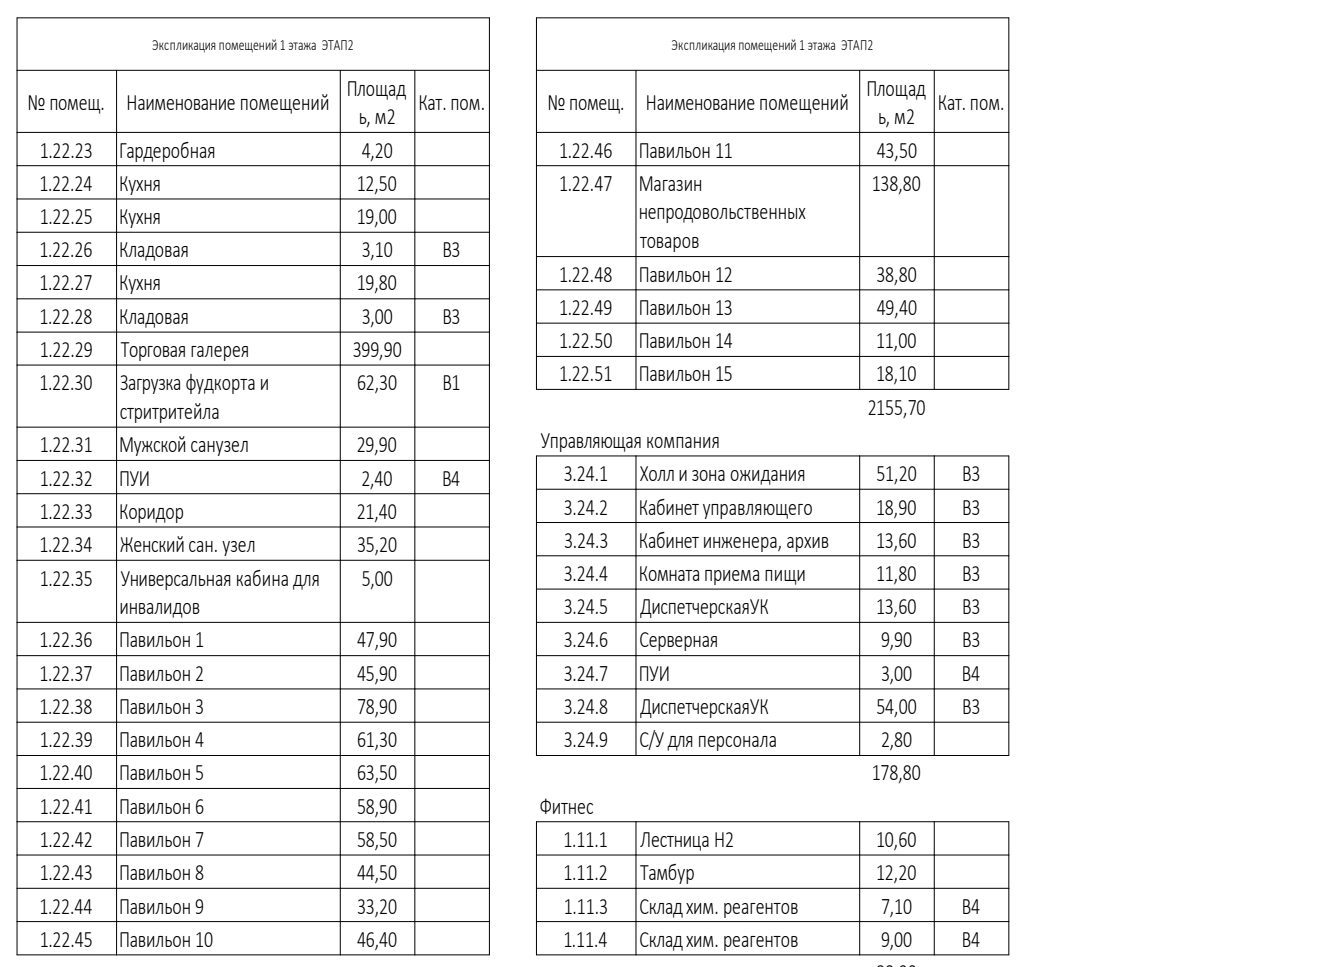 Экспликация помещений 1 этажа ЭТАП2
№ помещ. Наименование помещений Площад ь, м2 Кат. пом.
1.22.23 Гардеробная 4,20
1.22.24 Кухня 12,50
1.22.25 Кухня 19,00
1.22.26 Кладовая 3,10 В3
1.22.27 Кухня 19,80
1.22.28 Кладовая 3,00 В3
1.22.29 Торговая галерея 399,90
1.22.30 Загрузка фудкорта и 62,30 В1
стритритейла
1.22.31 Мужской санузел 29,90
1.22.32 ПУИ 2,40 В4
1.22.33 Коридор 21,40
1.22.34 Женский сан. узел 35,20
1.22.35 Универсальная кабина для 5,00
инвалидов
1.22.36 Павильон 1 47,90
1.22.37 Павильон 2 45,90
1.22.38 Павильон 3 78,90
1.22.39 Павильон 4 61,30
1.22.40 Павильон 5 63,50
1.22.41 Павильон 6 58,90
1.22.42 Павильон 7 58,50
1.22.43 Павильон 8 44,50
1.22.44 Павильон 9 33,20
1.22.45 Павильон 10 46,40
Экспликация помещений 1 этажа ЭТАП2
№ помещ. Наименование помещений Площад ь, м2 Кат. пом.
1.22.46 Павильон 11 43,50
1.22.47 Магазин 138,80
непродовольственных
товаров
1.22.48 Павильон 12 38,80
1.22.49 Павильон 13 49,40
1.22.50 Павильон 14 11,00
1.22.51 Павильон 15 18,10
2155,70
Управляющая компания
3.24.1 Холл и зона ожидания 51,20 В3
3.24.2 Кабинет управляющего 18,90 В3
3.24.3 Кабинет инженера, архив 13,60 В3
3.24.4 Комната приема пищи 11,80 В3
3.24.5 ДиспетчерскаяУК 13,60 В3
3.24.6 Серверная 9,90 В3
3.24.7 ПУИ 3,00 В4
3.24.8 ДиспетчерскаяУК 54,00 В3
3.24.9 С/У для персонала 2,80
178,80
Фитнес
1.11.1 Лестница Н2 10,60
1.11.2 Тамбур 12,20
1.11.3 Склад хим. реагентов 7,10 В4
1.11.4 Склад хим. реагентов 9,00 В4